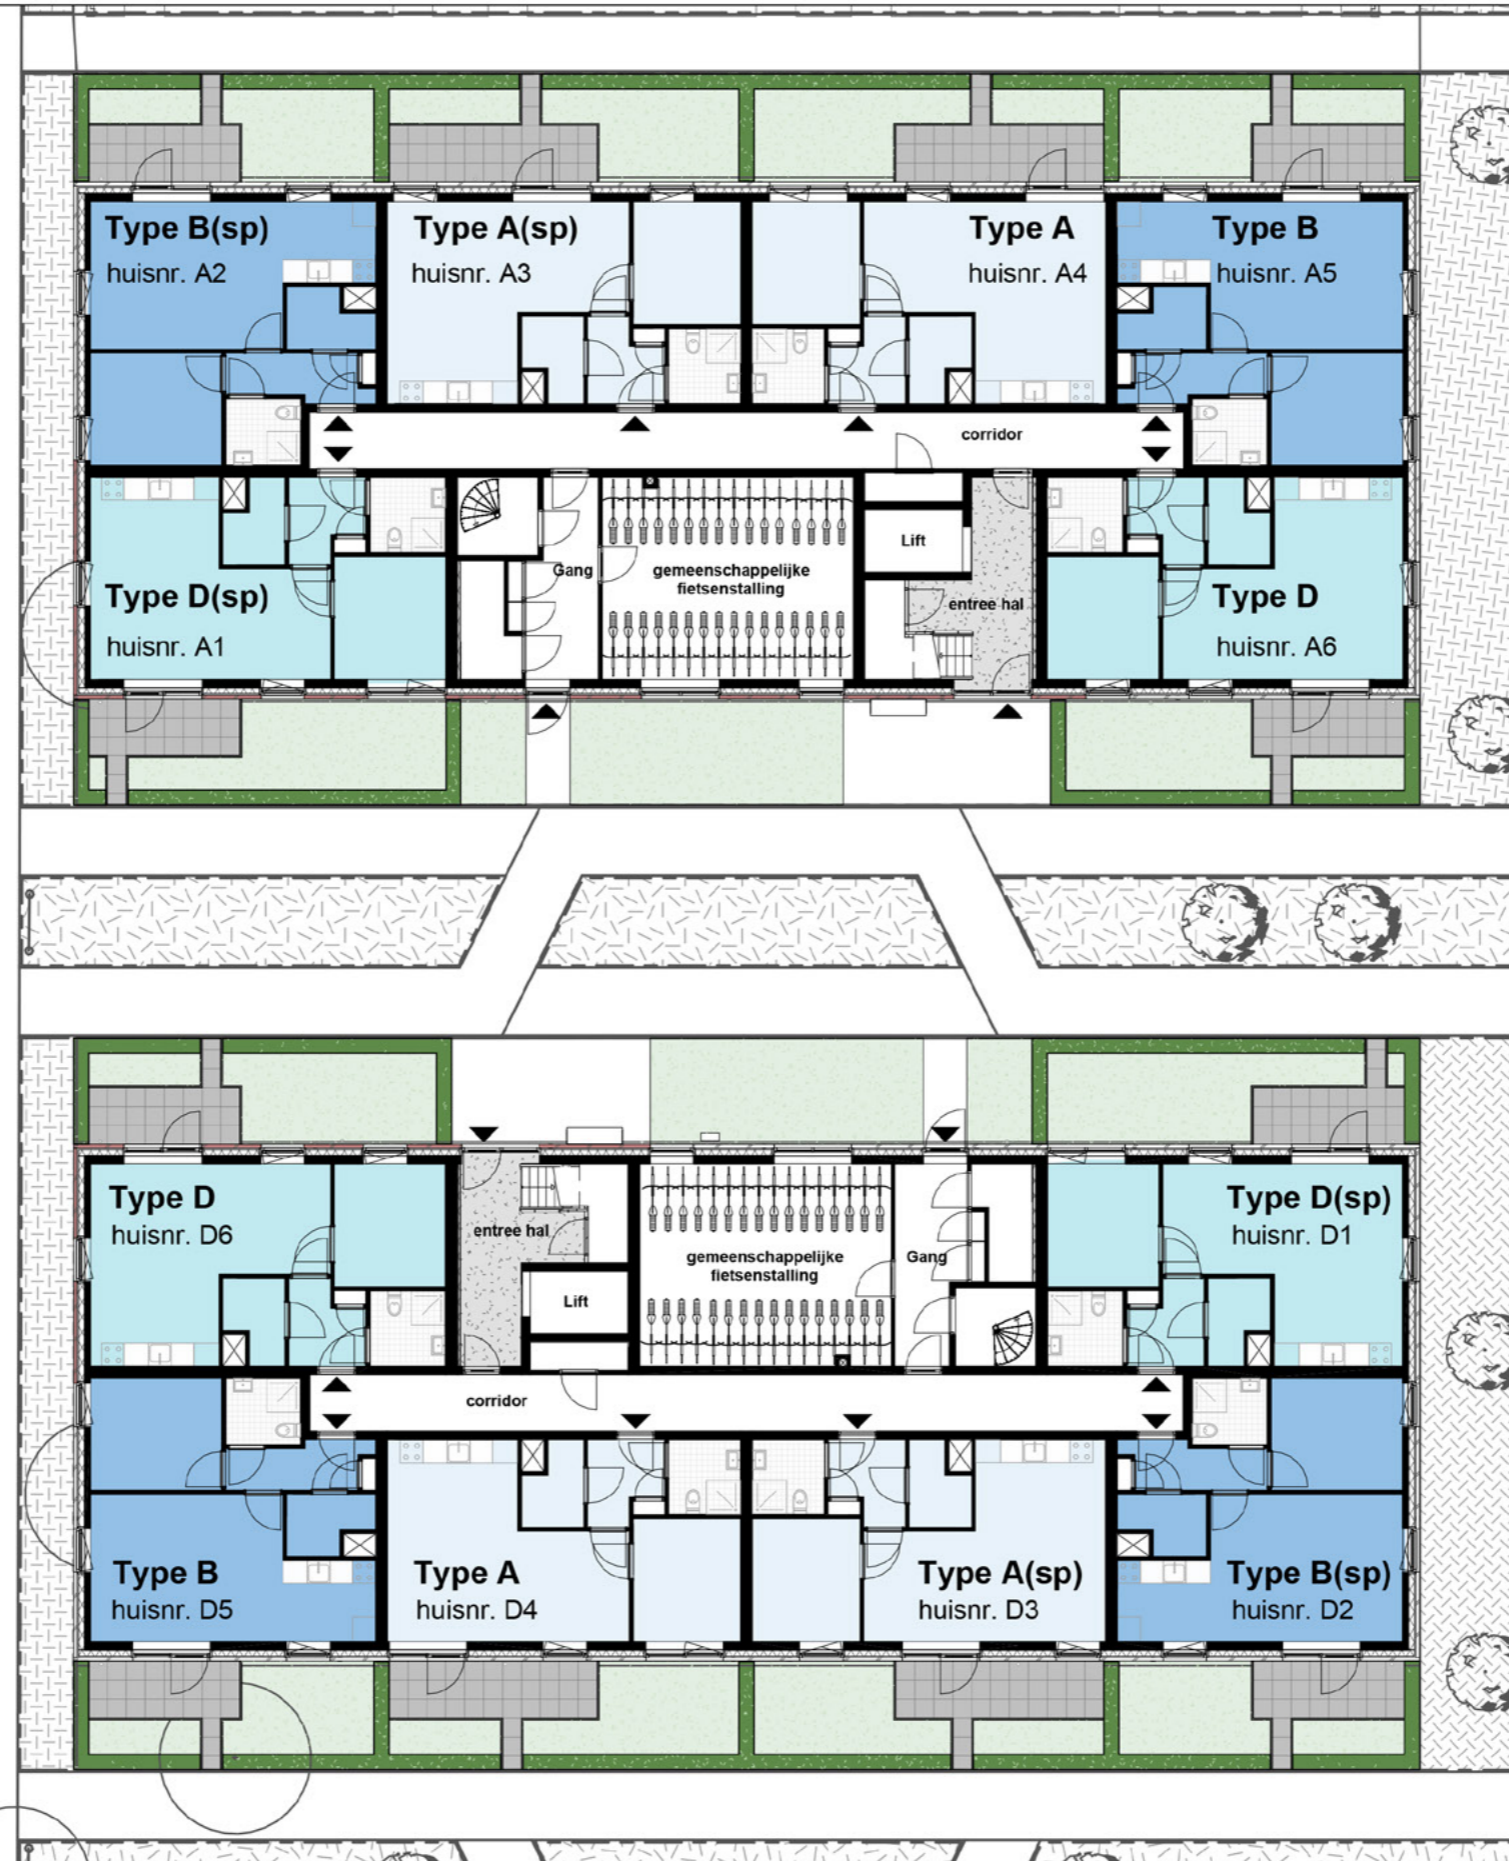 Type B(sp)
huisnr. A2
Type A(sp)
huisnr. A3
Type A
huisnr. A4
Type B
huisnr. A5
corridor
Type D(sp)
huisnr. A1
Gang
gemeenschappelijke
fietsenstalling
Lift
entree hal
Type D
huisnr. A6
Type D
huisnr. D6
entree hal
Lift
gemeenschappelijke
fietsenstalling
Gang
Type D(sp)
huisnr. D1
corridor
Type B
huisnr. D5
Type A
huisnr. D4
Type A(sp)
huisnr. D3
Type B(sp)
huisnr. D2